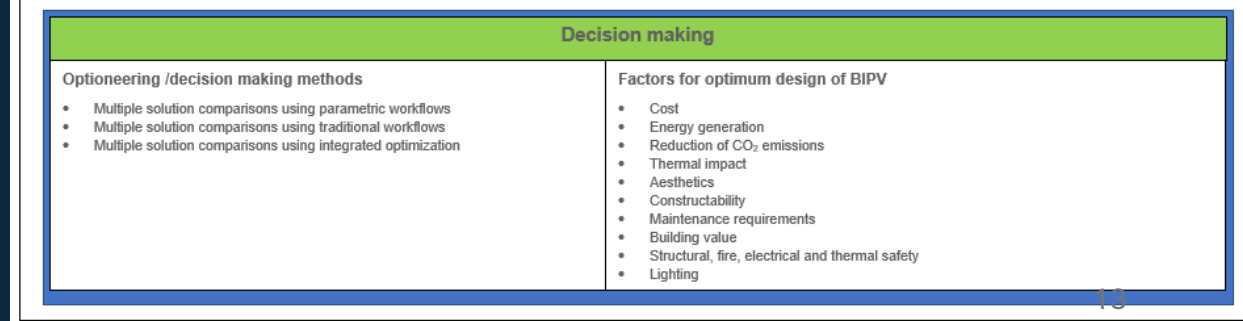 Decision making
Optioneering /decision making methods
• Multiple solution comparisons using parametric workflows
• Multiple solution comparisons using traditional workflows
• Multiple solution comparisons using integrated optimization
Factors for optimum design of BIPV
• Cost
• Energy generation
• Reduction of CO₂ emissions
• Thermal impact
• Aesthetics
• Constructability
• Maintenance requirements
• Building value
• Structural, fire, electrical and thermal safety
• Lighting
13